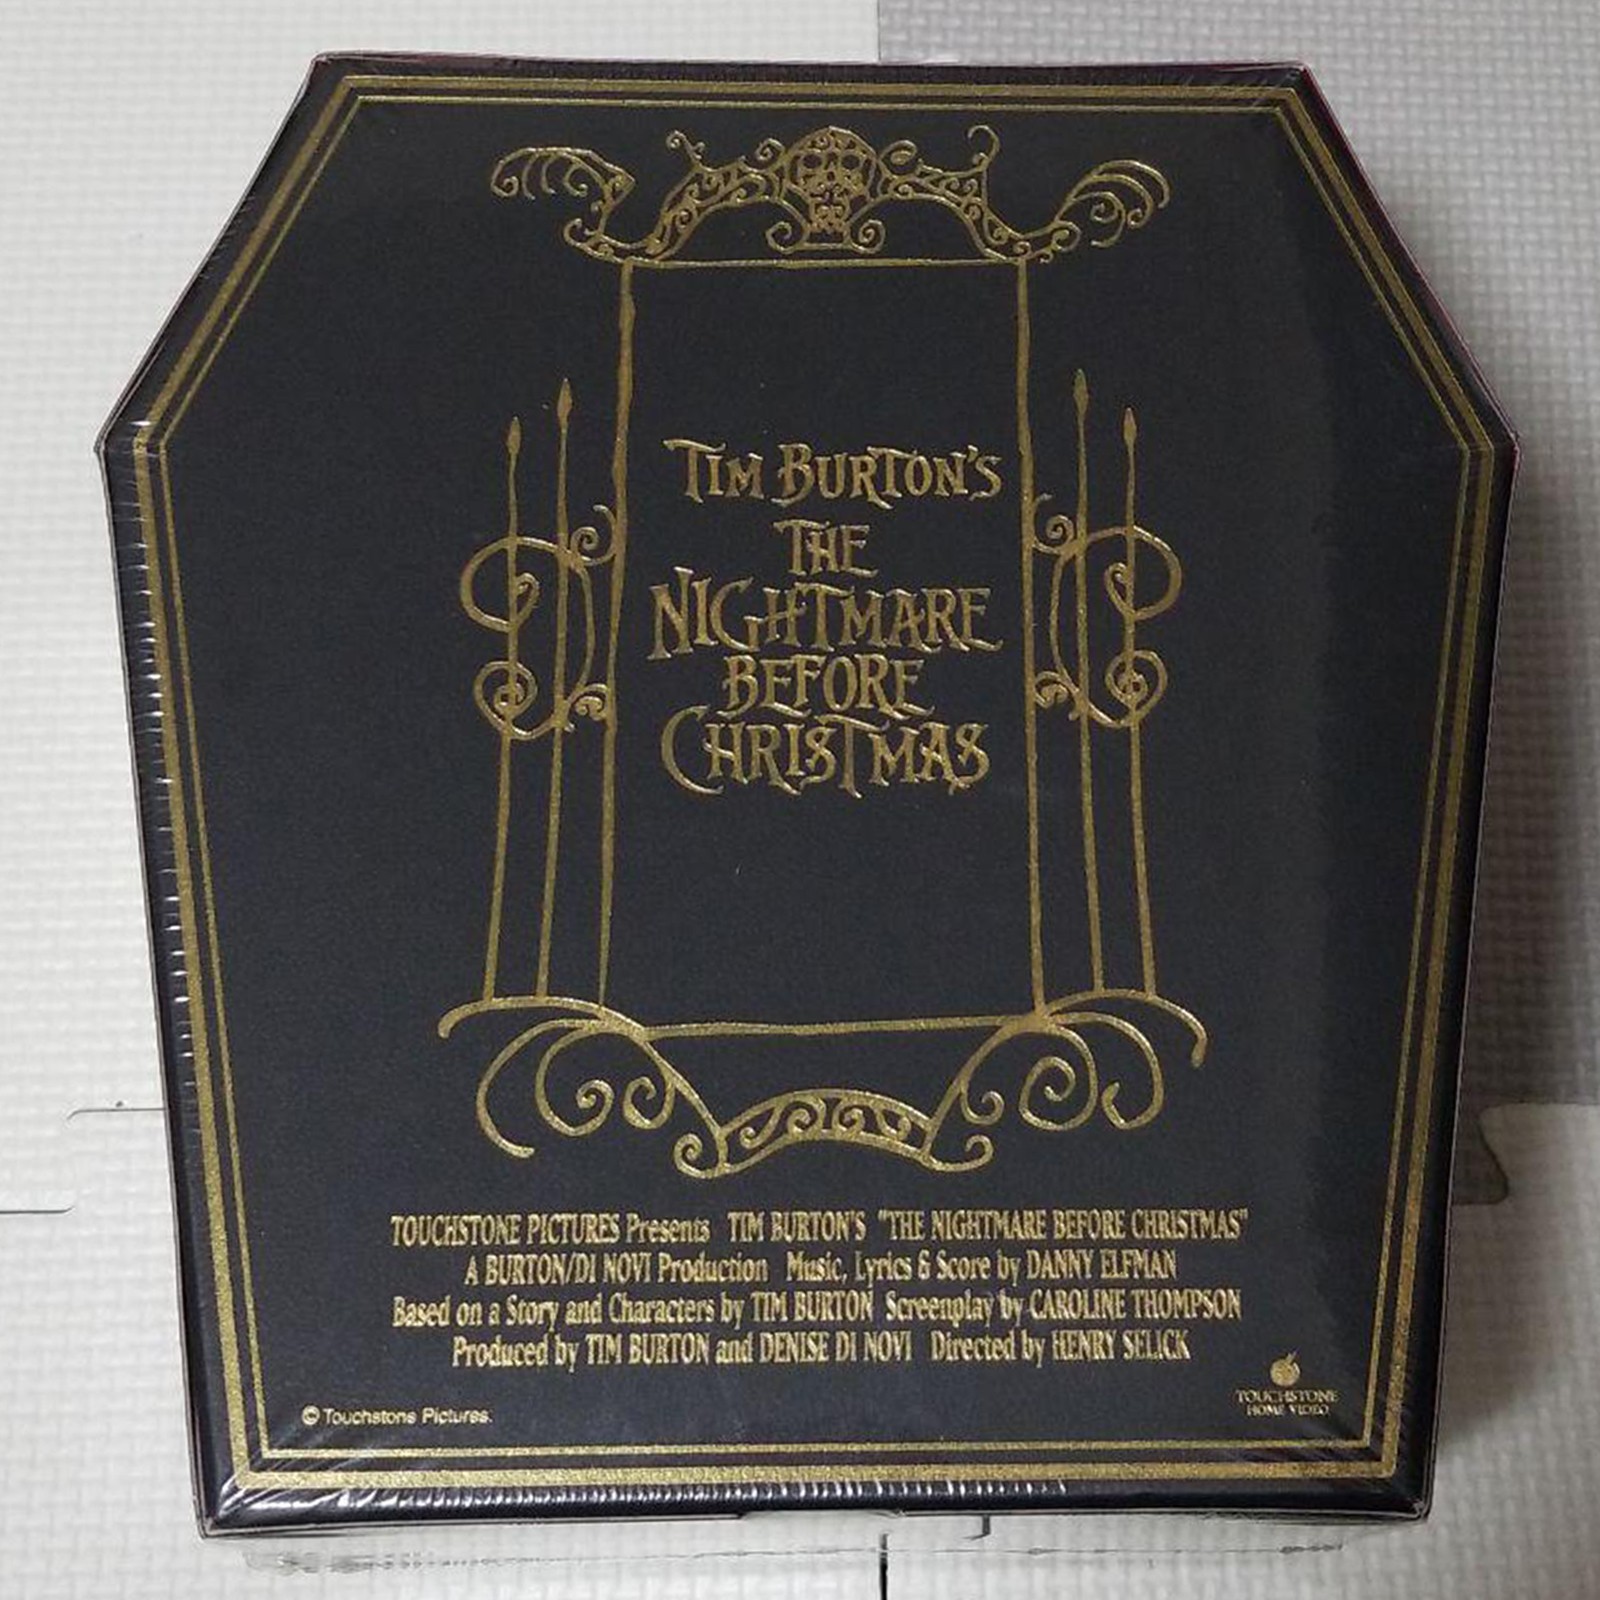 TIM BURTON'S
THE
NIGHTMARE
BEFORE
CHRISTMAS
TOUCHSTONE PICTURES Presents TIM BURTON'S "THE NIGHTMARE BEFORE CHRISTMAS"
A BURTON/DI NOVI Production Music, Lyrics & Score by DANNY ELFMAN
Based on a Story and Characters by TIM BURTON Screenplay by CAROLINE THOMPSON
Produced by TIM BURTON and DENISE DI NOVI Directed by HENRY SELICK
TOUCHSTONE
HOME VIDEO
© Touchstone Pictures.